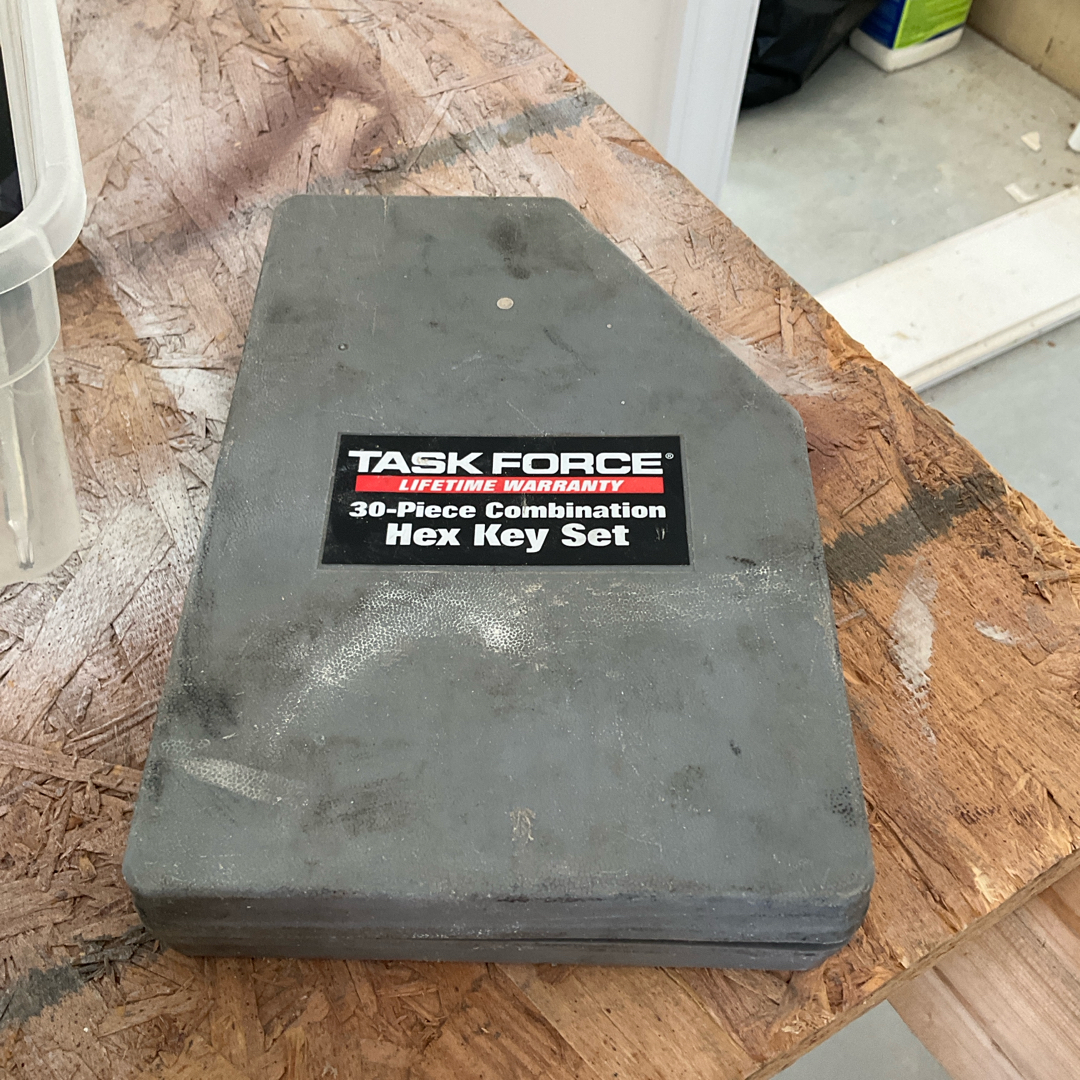 TASK FORCE®
LIFETIME WARRANTY
30-Piece Combination
Hex Key Set